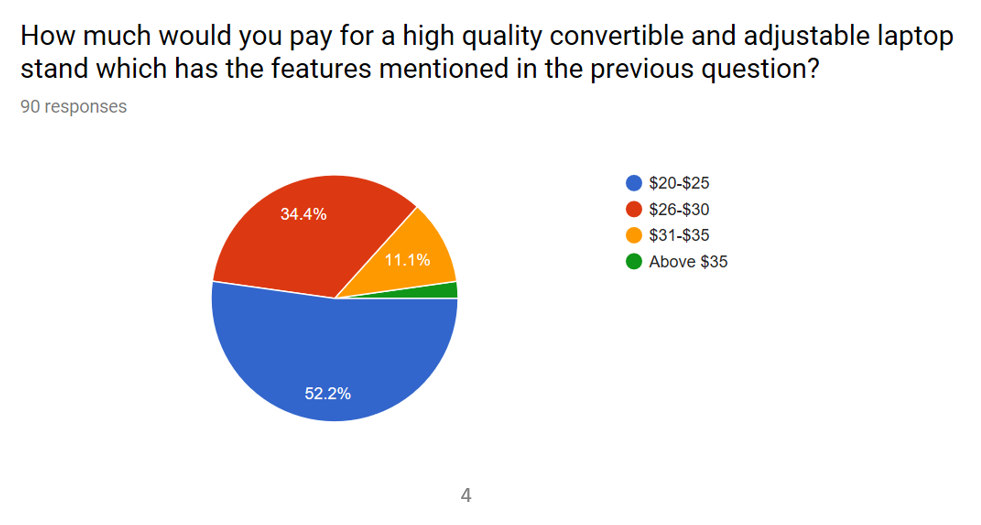 How much would you pay for a high quality convertible and adjustable laptop
stand which has the features mentioned in the previous question?
90 responses
$20-$25
$26-$30
$31-$35
Above $35
34.4%
11.1%
52.2%
4